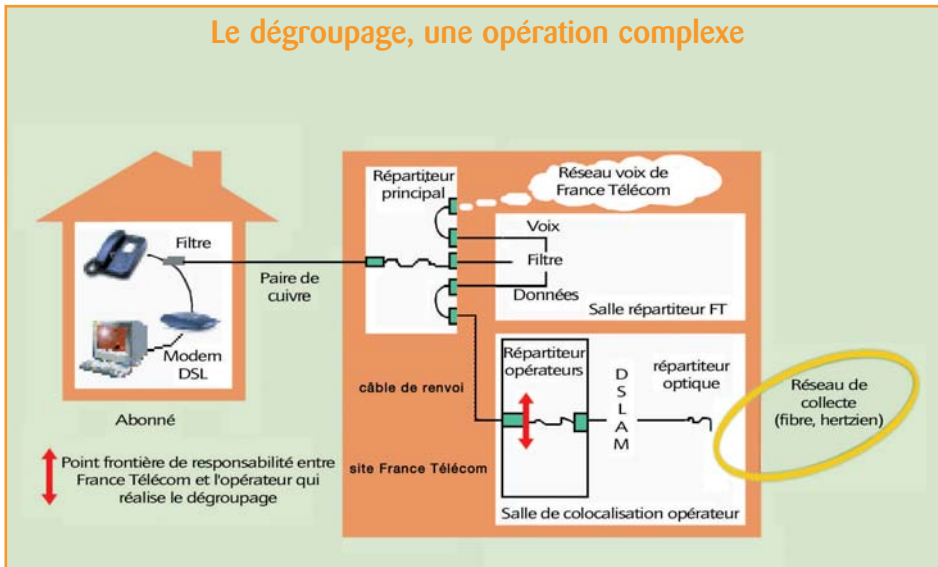 Le dégroupage, une opération complexe
Répartiteur
principal
Réseau voix de
France Télécom
Filtre
Voix
Filtre
Données
Paire de
cuivre
Salle répartiteur FT
Modem
DSL
Abonné
câble de renvoi
Répartiteur
opérateurs
DSLAM
répartiteur
optique
Réseau de
collecte
(fibre, hertzien)
Point frontière de responsabilité entre
France Télécom et l'opérateur qui
réalise le dégroupage
site France Télécom
Salle de colocalisation opérateur